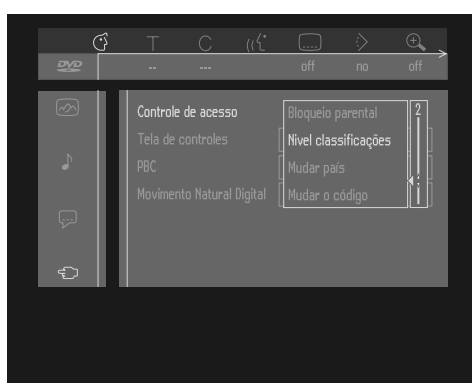 T C
DVD -- --- off no off
Controle de acesso
Tela de controles
PBC
Movimento Natural Digital
Bloqueio parental
Nivel classificações
Mudar país
Mudar o código
2